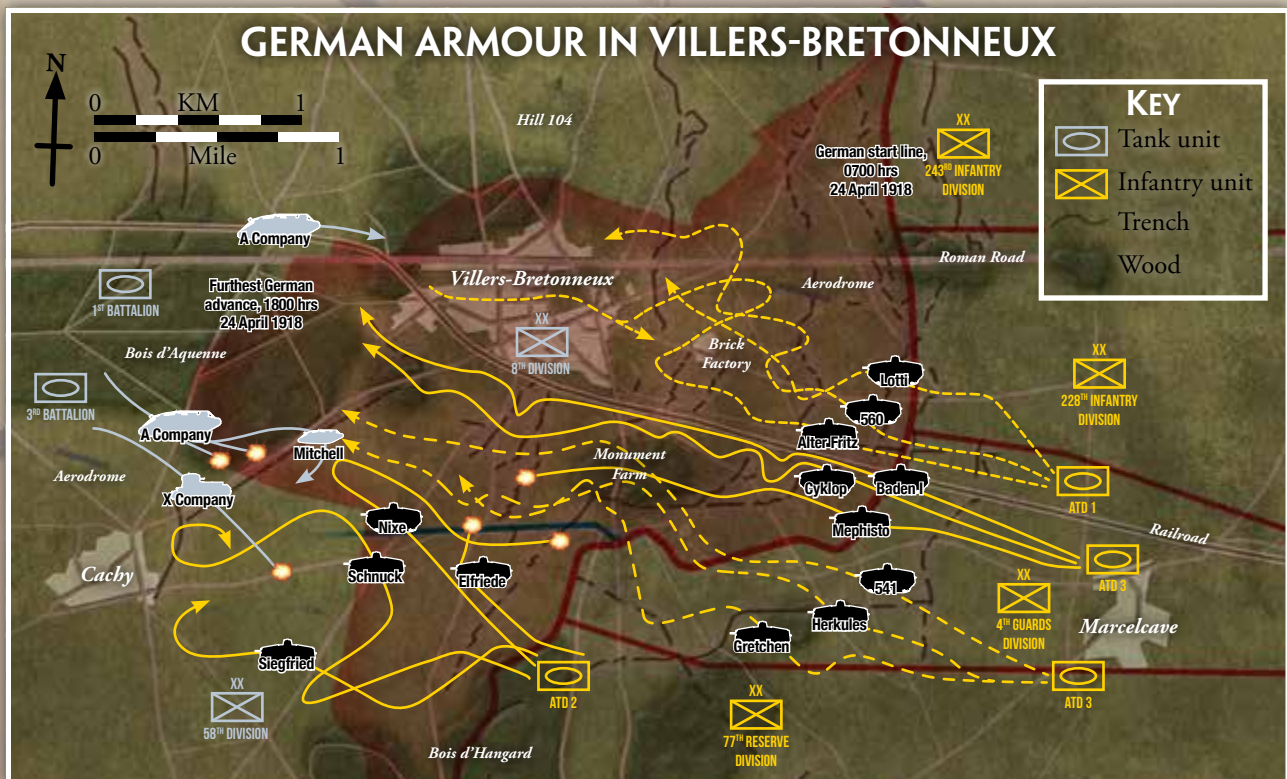 GERMAN ARMOUR IN VILLERS-BRETONNEUX
N
0 KM 1
0 Mile 1
Hill 104
German start line,
0700 hrs
24 April 1918
XX
243RD INFANTRY
DIVISION
KEY
Tank unit
Infantry unit
Trench
Wood
A Company
Villers-Bretonneux
Roman Road
Aerodrome
1ST BATTALION
Furthest German
advance, 1800 hrs
24 April 1918
XX
8TH DIVISION
Brick
Factory
Bois d'Aquenne
Lotti
XX
228TH INFANTRY
DIVISION
3RD BATTALION
560
A Company
Alter Fritz
Mitchell
Monument
Farm
Aerodrome
X Company
Cyklop
Baden I
ATD 1
Mephisto
Nixe
Railroad
Cachy
Schnuck
Elfriede
541
ATD 3
XX
4TH GUARDS
DIVISION
Marcelcave
Herkules
Gretchen
Siegfried
ATD 2
ATD 3
XX
58TH DIVISION
XX
77TH RESERVE
DIVISION
Bois d'Hangard